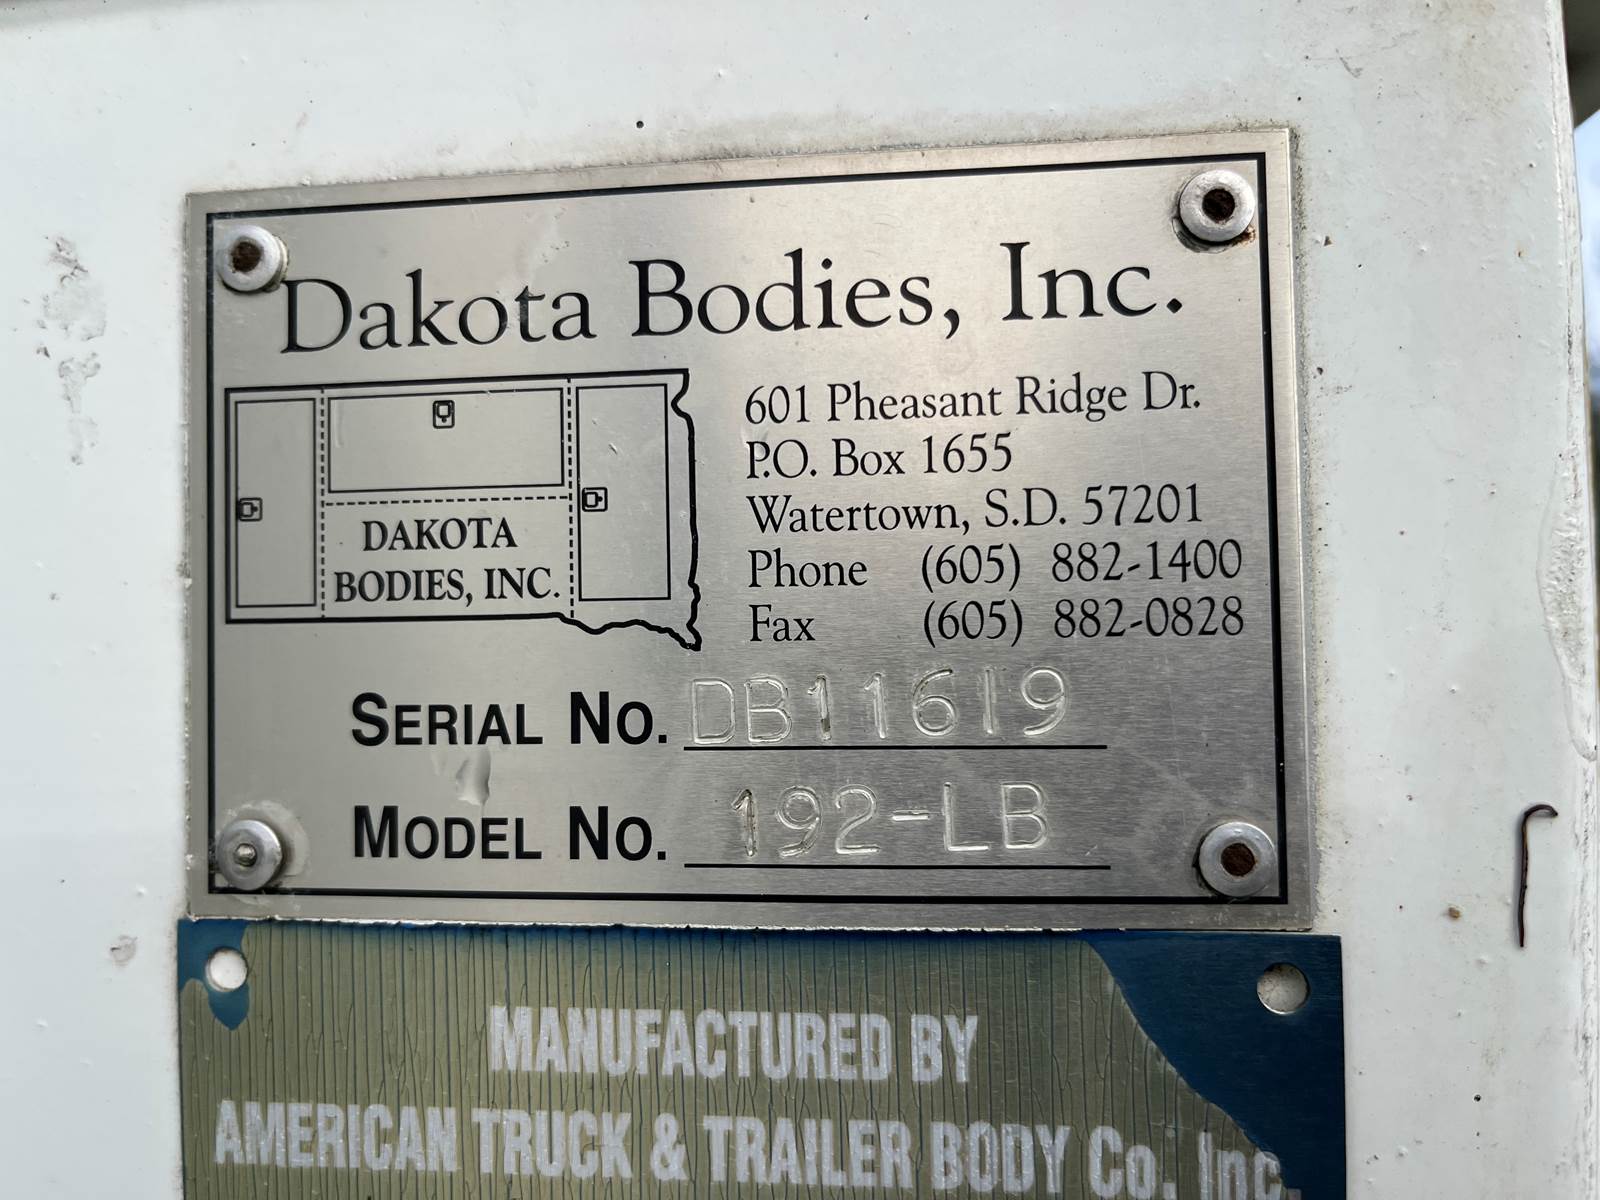 Dakota Bodies, Inc.
DAKOTA
BODIES, INC.
601 Pheasant Ridge Dr.
P.O. Box 1655
Watertown, S.D. 57201
Phone (605) 882-1400
Fax (605) 882-0828
SERIAL NO. DB11619
MODEL NO. 192-LB
MANUFACTURED BY
AMERICAN TRUCK & TRAILER BODY Co. Inc.